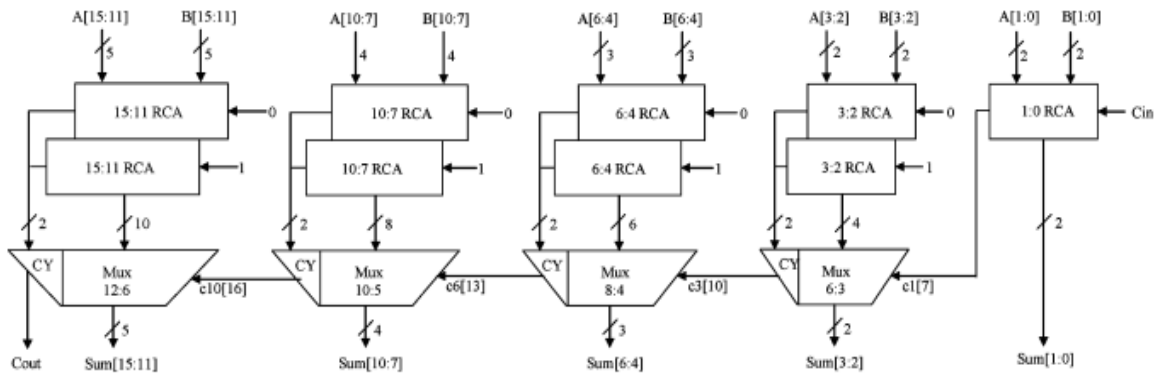 A[15:11] B[15:11] A[10:7] B[10:7] A[6:4] B[6:4] A[3:2] B[3:2] A[1:0] B[1:0]
5 5 4 4 3 3 2 2 2 2
15:11 RCA 0 10:7 RCA 0 6:4 RCA 0 3:2 RCA 0 1:0 RCA Cin
15:11 RCA 1 10:7 RCA 1 6:4 RCA 1 3:2 RCA 1
2 10 2 8 2 6 2 4 2
CY Mux CY Mux CY Mux CY Mux
12:6 c10[16] 10:5 c6[13] 8:4 c3[10] 6:3 c1[7]
5 4 3 2
Cout Sum[15:11] Sum[10:7] Sum[6:4] Sum[3:2] Sum[1:0]